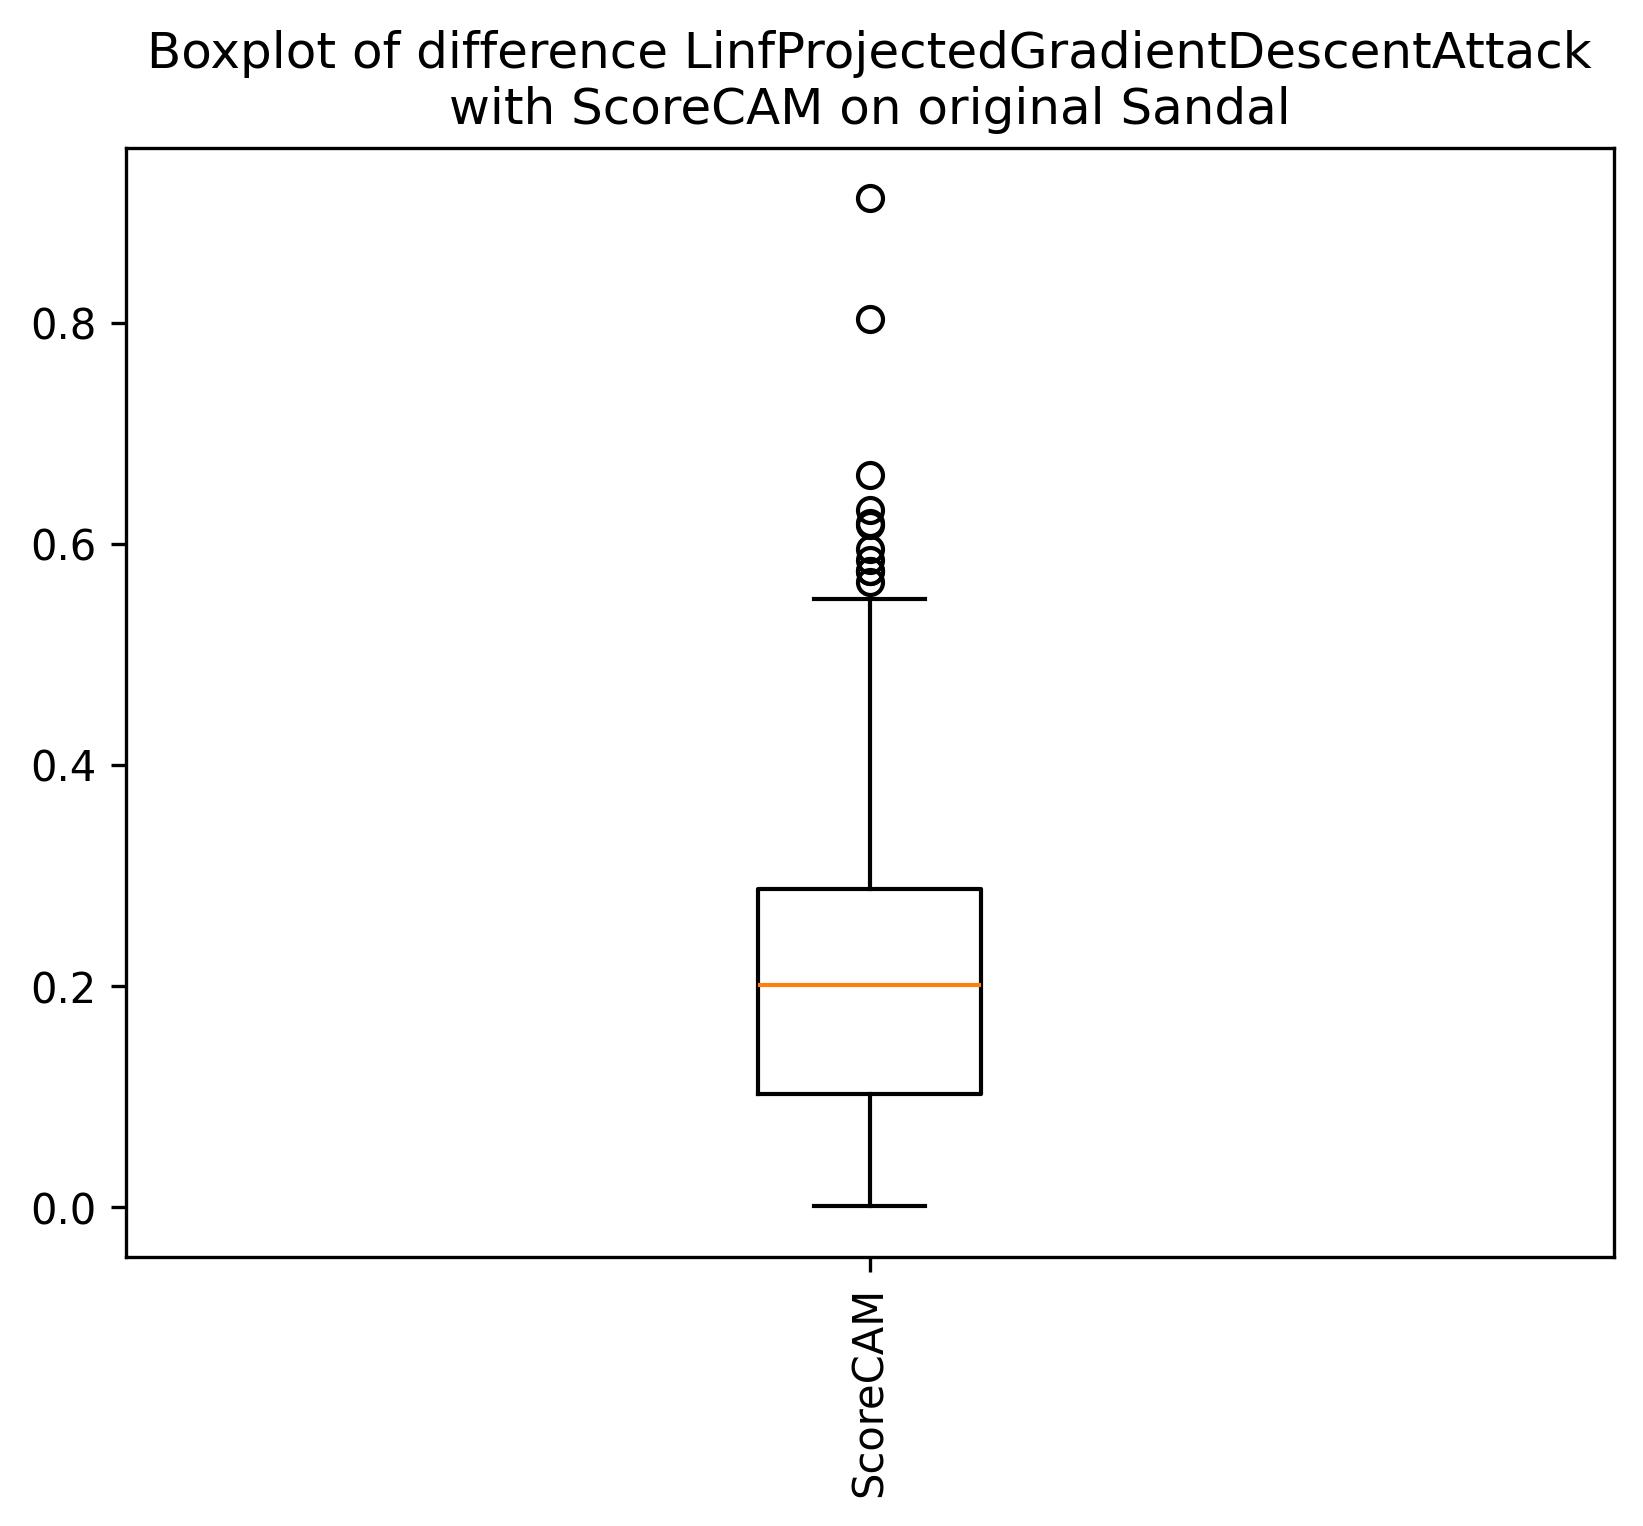 Boxplot of difference LinfProjectedGradientDescentAttack
with ScoreCAM on original Sandal
0.8
0.6
0.4
0.2
0.0
ScoreCAM